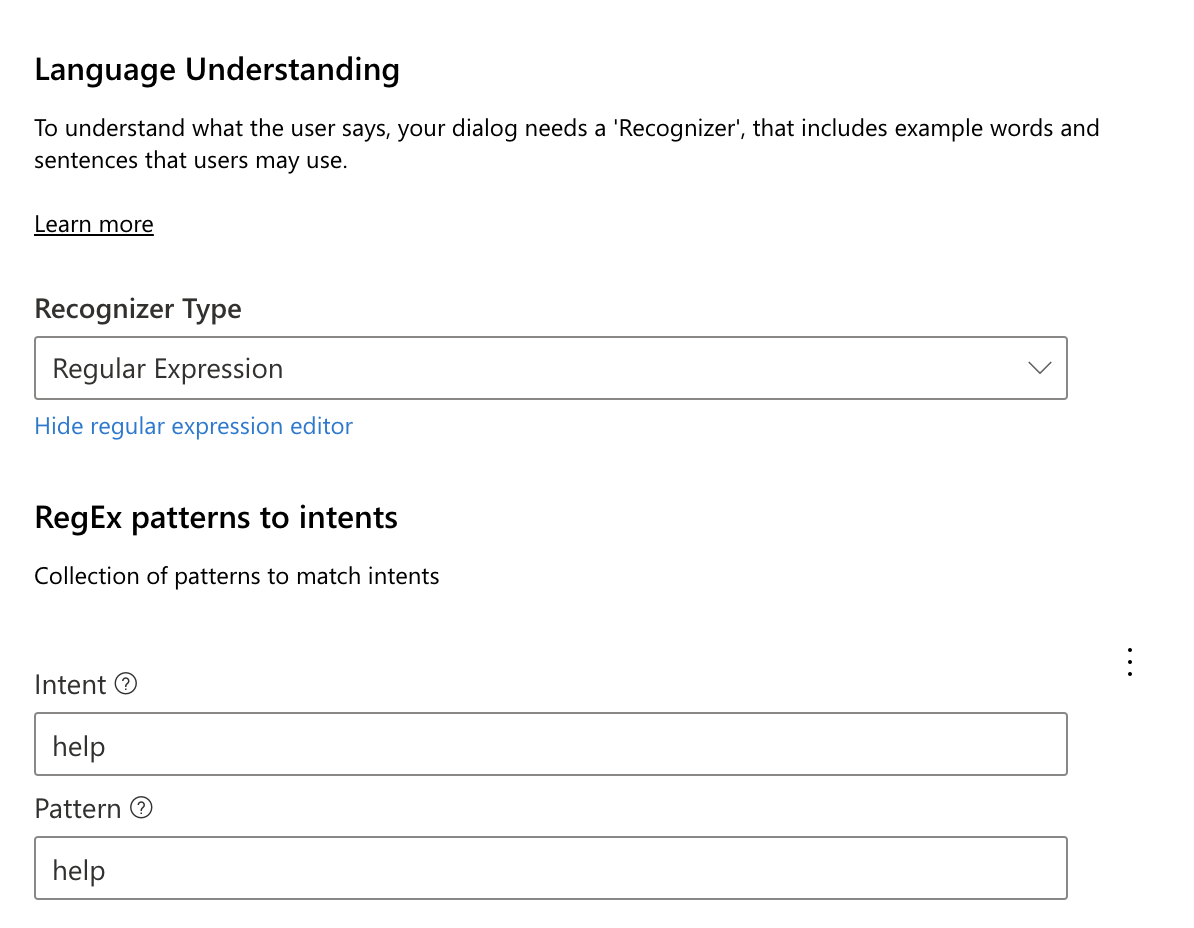 Language Understanding
To understand what the user says, your dialog needs a 'Recognizer', that includes example words and
sentences that users may use.
Learn more
Recognizer Type
Regular Expression
Hide regular expression editor
RegEx patterns to intents
Collection of patterns to match intents
Intent
help
Pattern
help